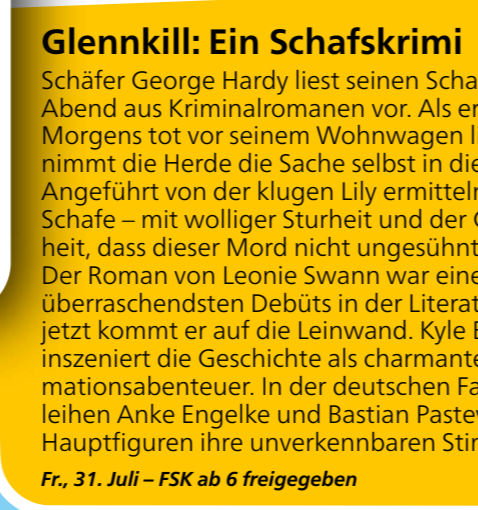 Glennkill: Ein Schafskrimi
Schäfer George Hardy liest seinen Scha
Abend aus Kriminalromanen vor. Als er
Morgens tot vor seinem Wohnwagen li
nimmt die Herde die Sache selbst in die
Angeführt von der klugen Lily ermitteln
Schafe – mit wolliger Sturheit und der G
heit, dass dieser Mord nicht ungesühnt
Der Roman von Leonie Swann war eine
überraschendsten Debüts in der Literat
jetzt kommt er auf die Leinwand. Kyle B
inszeniert die Geschichte als charmante
mationsabenteuer. In der deutschen Fa
leihen Anke Engelke und Bastian Paste
Hauptfiguren ihre unverkennbaren Stim
Fr., 31. Juli – FSK ab 6 freigegeben